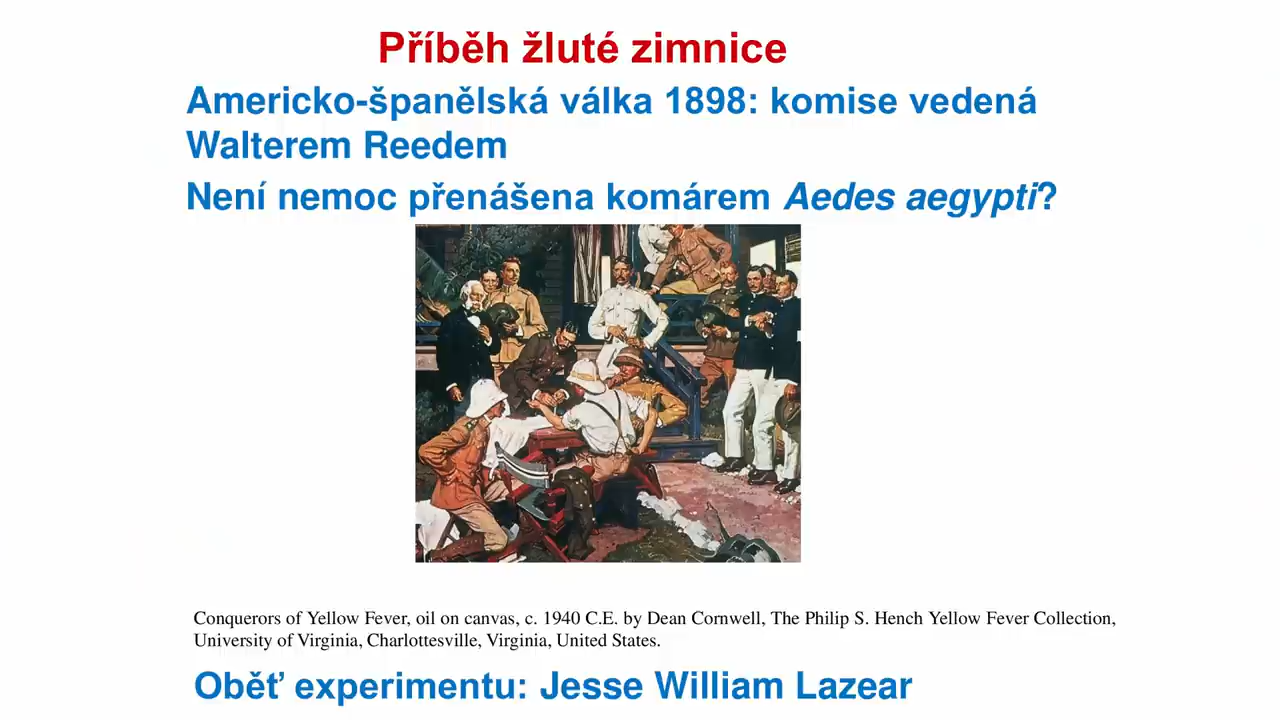 Příběh žluté zimnice
Americko-španělská válka 1898: komise vedená
Walterem Reedem
Není nemoc přenášena komárem Aedes aegypti?
Conquerors of Yellow Fever, oil on canvas, c. 1940 C.E. by Dean Cornwell, The Philip S. Hench Yellow Fever Collection,
University of Virginia, Charlottesville, Virginia, United States.
Oběť experimentu: Jesse William Lazear